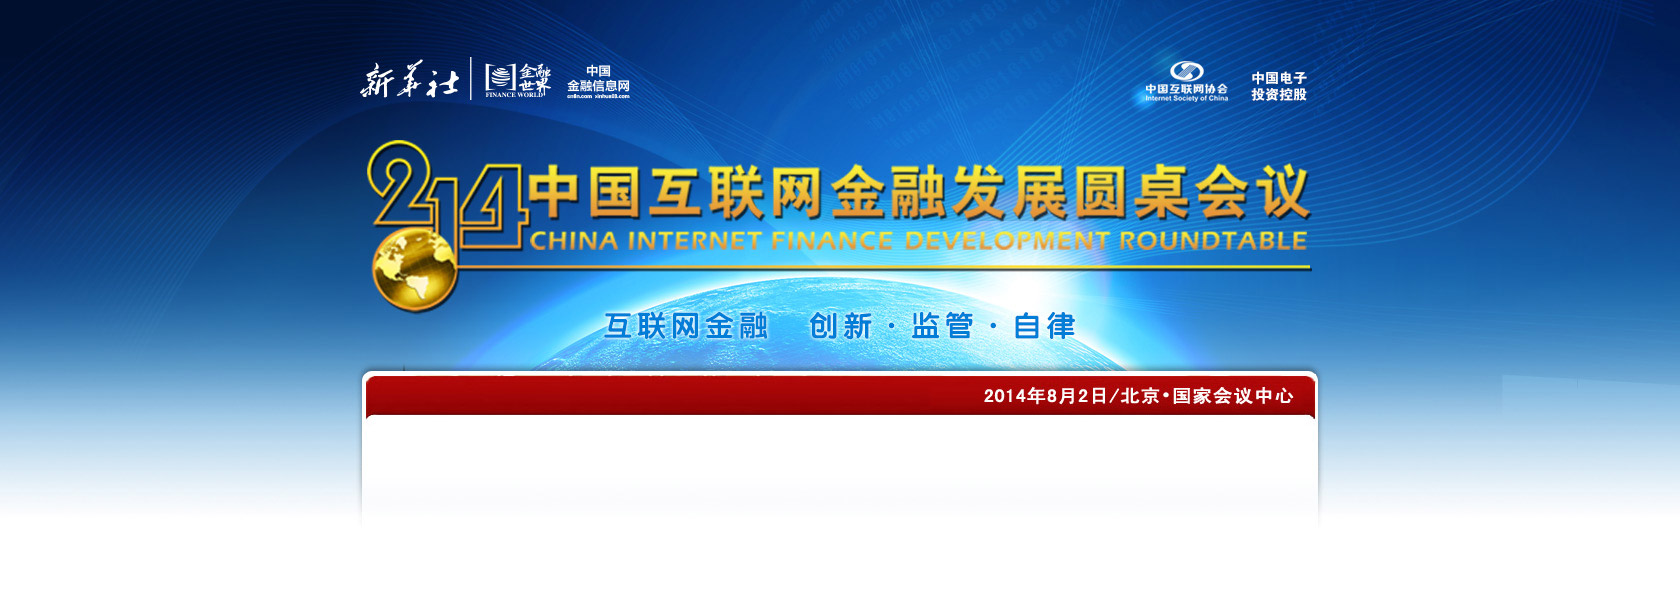 新华社
金融世界
FINANCE WORLD
中国
金融信息网
cnfin.com xinhua08.com
中国互联网协会
Internet Society of China
中国电子
投资控股
214中国互联网金融发展圆桌会议
CHINA INTERNET FINANCE DEVELOPMENT ROUNDTABLE
互联网金融 创新·监管·自律
2014年8月2日/北京·国家会议中心